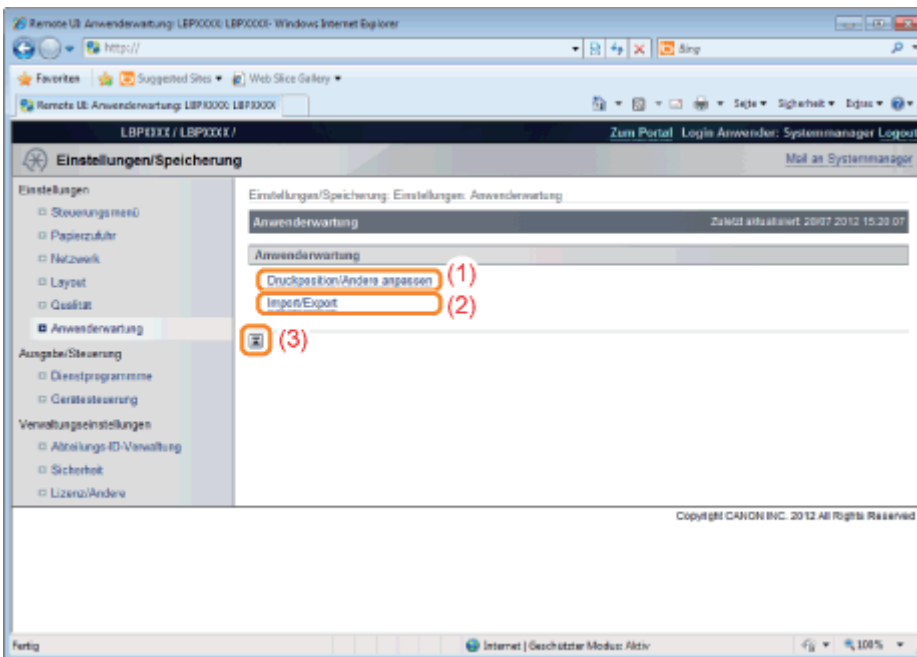 Remote UI: Anwenderwartung: LBPXXXX: LBPXXXX - Windows Internet Explorer
http://
Bing
Favoriten Suggested Sites Web Slice Gallery
Remote UI: Anwenderwartung: LBPXXXX: LBPXXXX
Seite Sicherheit Extras
LBPXXXX / LBPXXXX /
Zum Portal Login Anwender: Systemmanager Logout
Einstellungen/Speicherung
Mail an Systemmanager
Einstellungen
Steuerungsmenü
Papierzufuhr
Netzwerk
Layout
Qualität
Anwenderwartung
Ausgabe/Steuerung
Dienstprogramme
Gerätesteuerung
Verwaltungseinstellungen
Abteilungs-ID-Verwaltung
Sicherheit
Lizenz/Andere
Einstellungen/Speicherung: Einstellungen: Anwenderwartung
Anwenderwartung
Zuletzt aktualisiert: 20/07 2012 15:20:07
Anwenderwartung
Druckposition/Andere anpassen (1)
Import/Export (2)
(3)
Copyright CANON INC. 2012 All Rights Reserved
Fertig
Internet | Geschützter Modus: Aktiv
100%